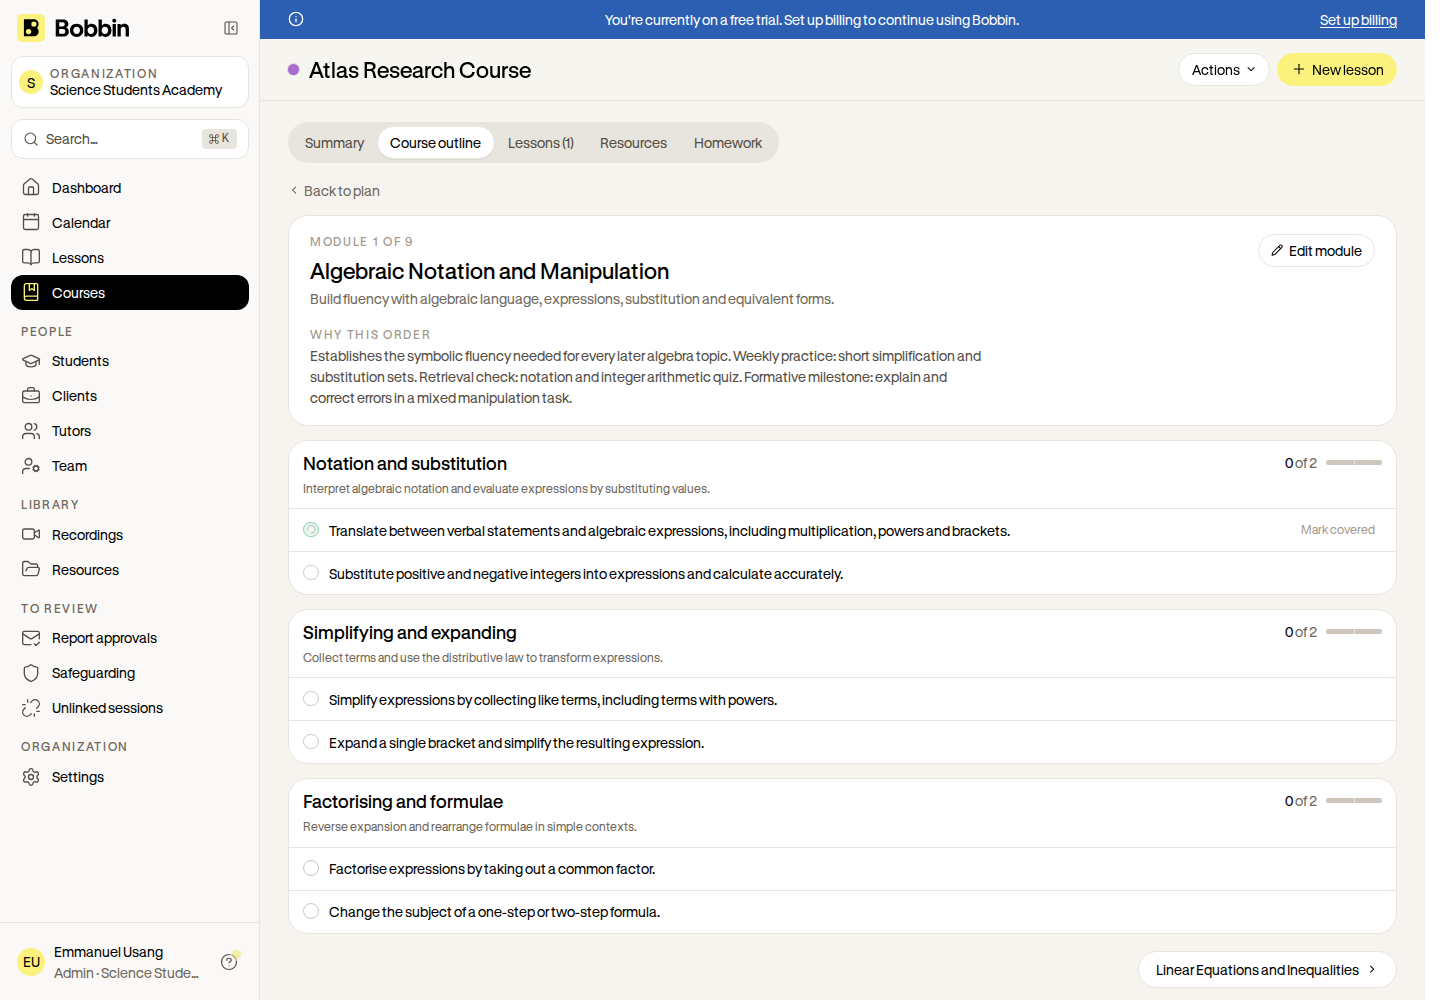 Bobbin
ORGANIZATION
S
Science Students Academy
Search...
⌘ K
Dashboard
Calendar
Lessons
Courses
PEOPLE
Students
Clients
Tutors
Team
LIBRARY
Recordings
Resources
TO REVIEW
Report approvals
Safeguarding
Unlinked sessions
ORGANIZATION
Settings
EU
Emmanuel Usang
Admin · Science Stude...
You're currently on a free trial. Set up billing to continue using Bobbin.
Set up billing
Atlas Research Course
Actions
New lesson
Summary
Course outline
Lessons (1)
Resources
Homework
Back to plan
MODULE 1 OF 9
Edit module
Algebraic Notation and Manipulation
Build fluency with algebraic language, expressions, substitution and equivalent forms.
WHY THIS ORDER
Establishes the symbolic fluency needed for every later algebra topic. Weekly practice: short simplification and
substitution sets. Retrieval check: notation and integer arithmetic quiz. Formative milestone: explain and
correct errors in a mixed manipulation task.
Notation and substitution
0 of 2
Interpret algebraic notation and evaluate expressions by substituting values.
Translate between verbal statements and algebraic expressions, including multiplication, powers and brackets.
Mark covered
Substitute positive and negative integers into expressions and calculate accurately.
Simplifying and expanding
0 of 2
Collect terms and use the distributive law to transform expressions.
Simplify expressions by collecting like terms, including terms with powers.
Expand a single bracket and simplify the resulting expression.
Factorising and formulae
0 of 2
Reverse expansion and rearrange formulae in simple contexts.
Factorise expressions by taking out a common factor.
Change the subject of a one-step or two-step formula.
Linear Equations and Inequalities